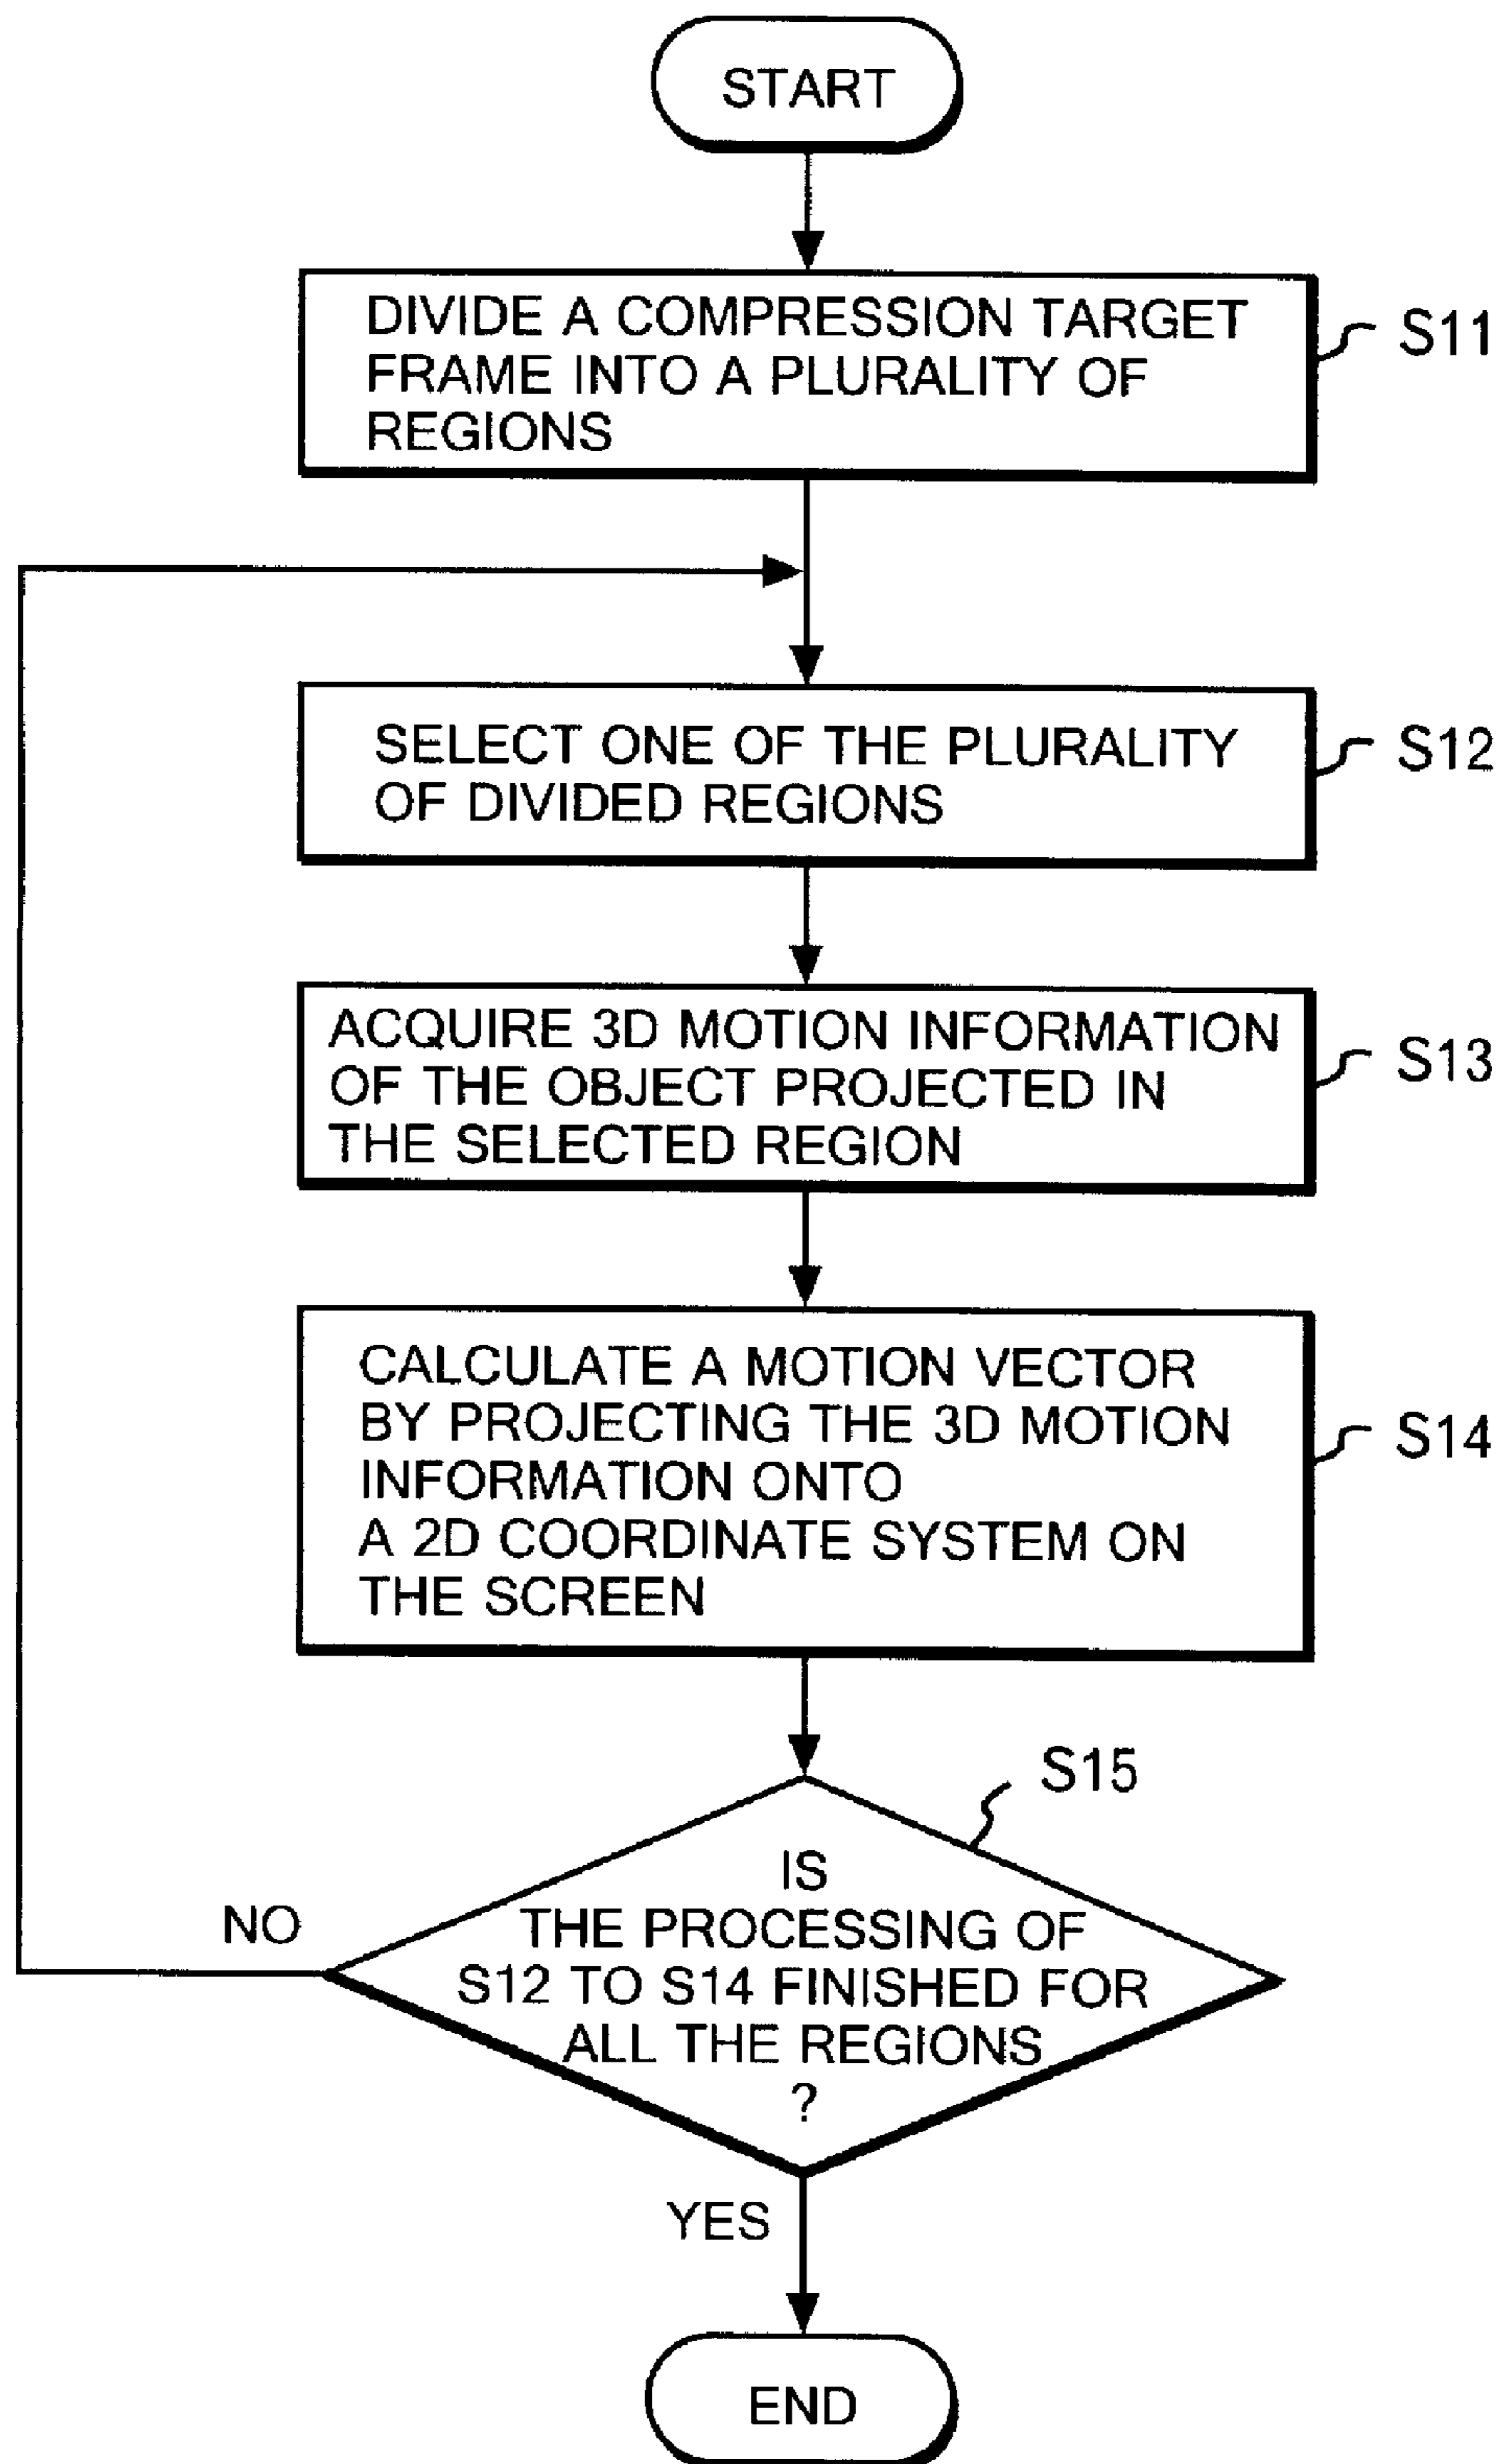 START
DIVIDE A COMPRESSION TARGET
FRAME INTO A PLURALITY OF
REGIONS
S11
SELECT ONE OF THE PLURALITY
OF DIVIDED REGIONS
S12
ACQUIRE 3D MOTION INFORMATION
OF THE OBJECT PROJECTED IN
THE SELECTED REGION
S13
CALCULATE A MOTION VECTOR
BY PROJECTING THE 3D MOTION
INFORMATION ONTO
A 2D COORDINATE SYSTEM ON
THE SCREEN
S14
S15
IS
THE PROCESSING OF
S12 TO S14 FINISHED FOR
ALL THE REGIONS
?
NO
YES
END